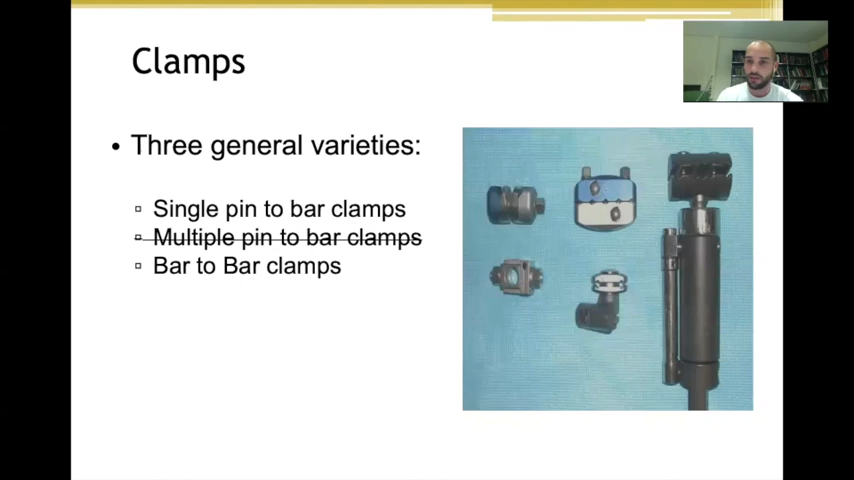 Clamps
• Three general varieties:
▫ Single pin to bar clamps
▫ Multiple pin to bar clamps
▫ Bar to Bar clamps